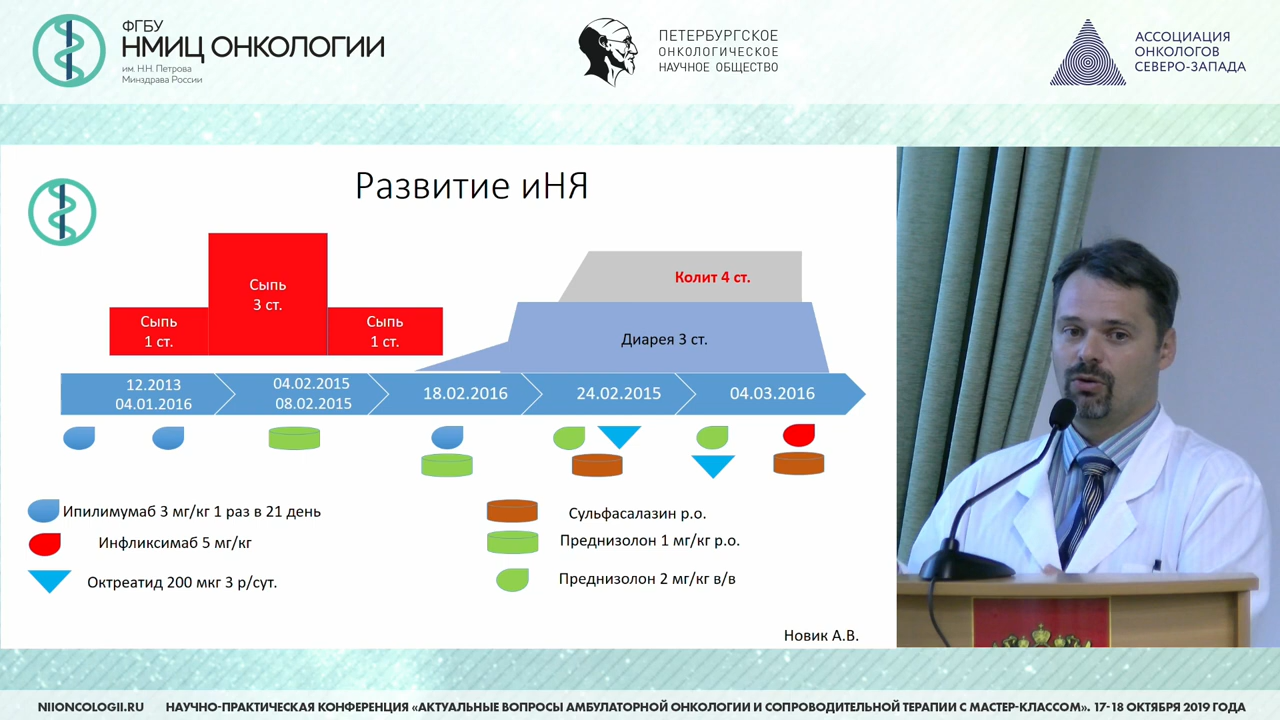 ФГБУ
НМИЦ ОНКОЛОГИИ
им. Н.Н. Петрова
Минздрава России
ПЕТЕРБУРГСКОЕ
ОНКОЛОГИЧЕСКОЕ
НАУЧНОЕ ОБЩЕСТВО
АССОЦИАЦИЯ
ОНКОЛОГОВ
СЕВЕРО-ЗАПАДА
Развитие иНЯ
Сыпь
1 ст.
Сыпь
3 ст.
Сыпь
1 ст.
Колит 4 ст.
Диарея 3 ст.
12.2013
04.01.2016
04.02.2015
08.02.2015
18.02.2016
24.02.2015
04.03.2016
Ипилимумаб 3 мг/кг 1 раз в 21 день
Инфликсимаб 5 мг/кг
Октреатид 200 мкг 3 р/сут.
Сульфасалазин р.о.
Преднизолон 1 мг/кг р.о.
Преднизолон 2 мг/кг в/в
Новик А.В.
NIIONCOLOGII.RU НАУЧНО-ПРАКТИЧЕСКАЯ КОНФЕРЕНЦИЯ «АКТУАЛЬНЫЕ ВОПРОСЫ АМБУЛАТОРНОЙ ОНКОЛОГИИ И СОПРОВОДИТЕЛЬНОЙ ТЕРАПИИ С МАСТЕР-КЛАССОМ». 17-18 ОКТЯБРЯ 2019 ГОДА